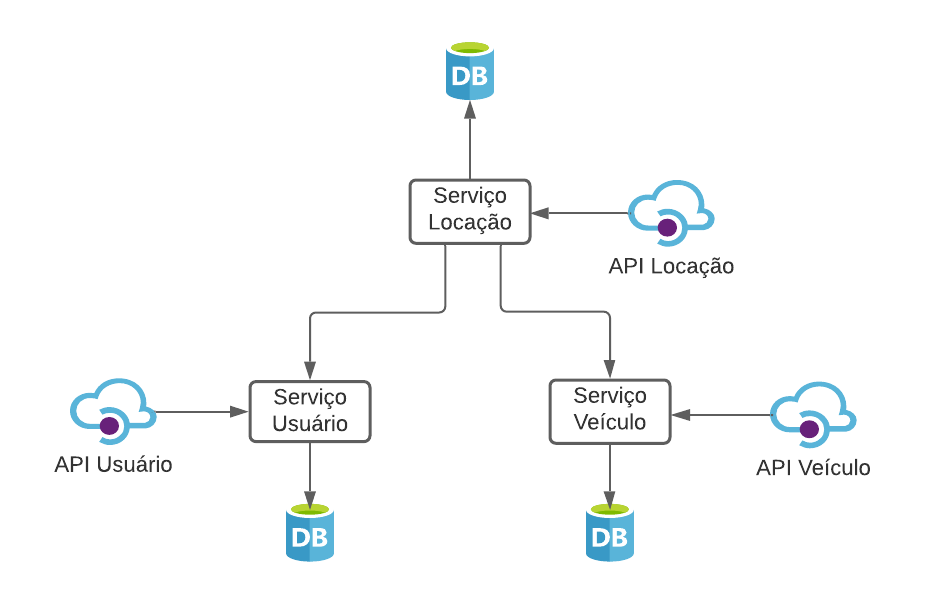 DB
Serviço
Locação
API Locação
Serviço
Usuário
API Usuário
Serviço
Veículo
API Veículo
DB
DB